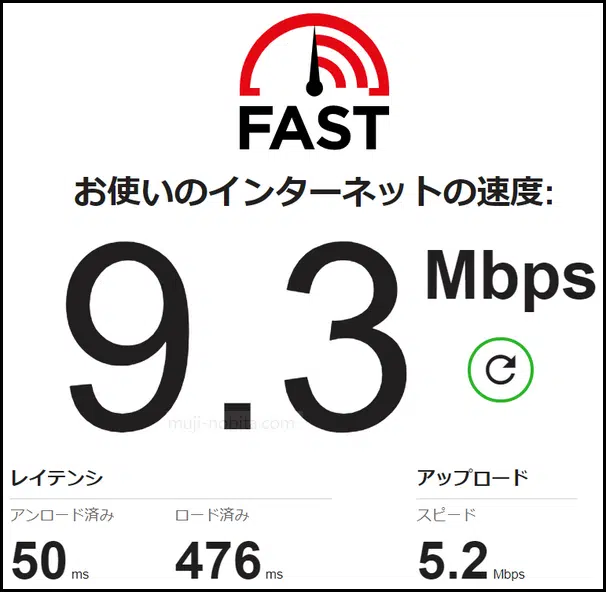 FAST
お使いのインターネットの速度:
9.3 Mbps
muji-nobita.com
レイテンシ
アップロード
アンロード済み
ロード済み
スピード
50 ms
476 ms
5.2 Mbps